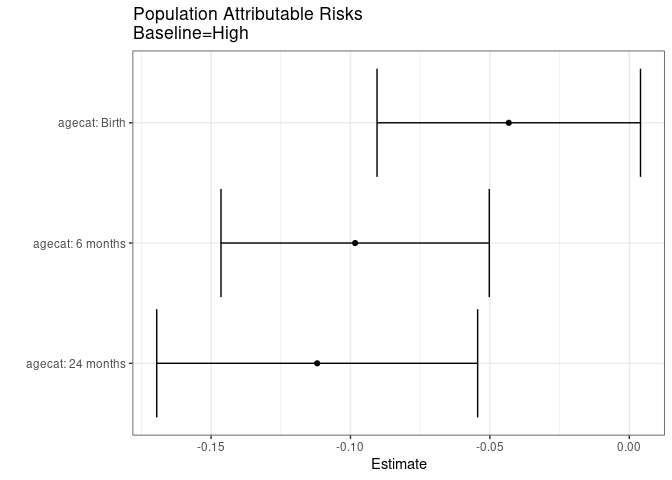 Population Attributable Risks
Baseline=High
agecat: Birth
agecat: 6 months
agecat: 24 months
-0.15
-0.10
-0.05
0.00
Estimate